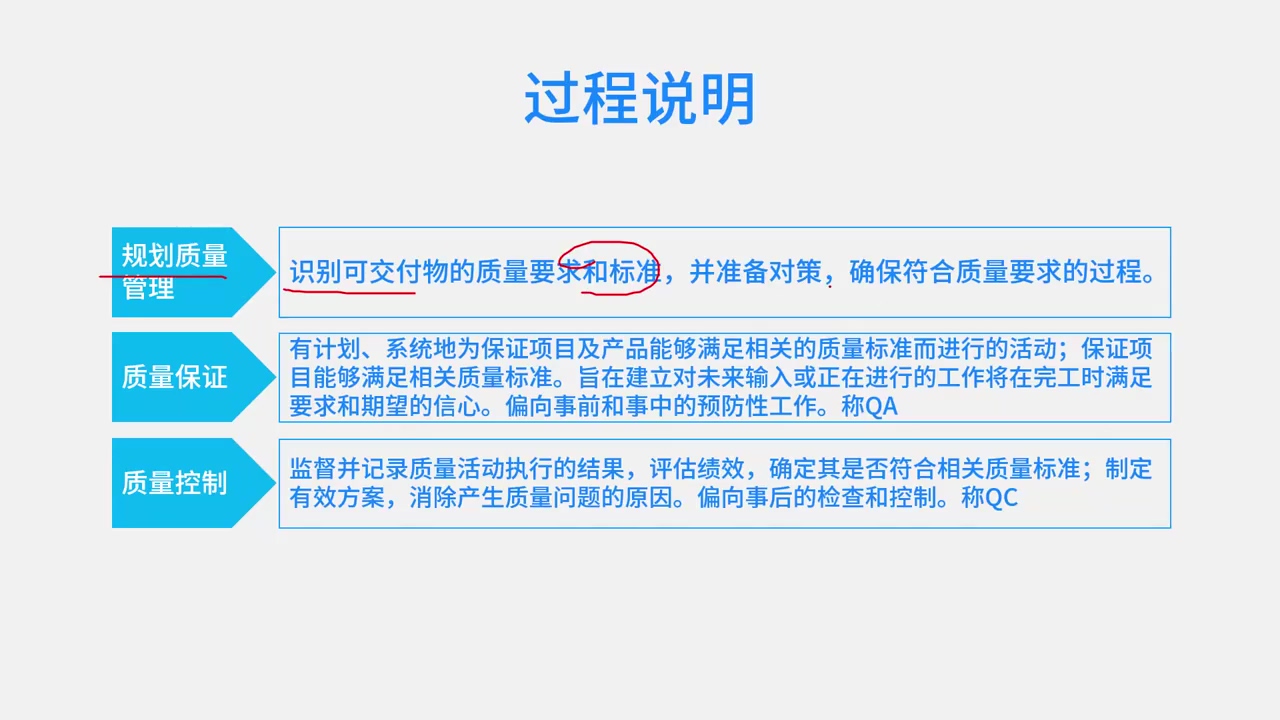 过程说明
规划质量
管理
识别可交付物的质量要求和标准，并准备对策，确保符合质量要求的过程。
质量保证
有计划、系统地为保证项目及产品能够满足相关的质量标准而进行的活动；保证项
目能够满足相关质量标准。旨在建立对未来输入或正在进行的工作将在完工时满足
要求和期望的信心。偏向事前和事中的预防性工作。称QA
质量控制
监督并记录质量活动执行的结果，评估绩效，确定其是否符合相关质量标准；制定
有效方案，消除产生质量问题的原因。偏向事后的检查和控制。称QC